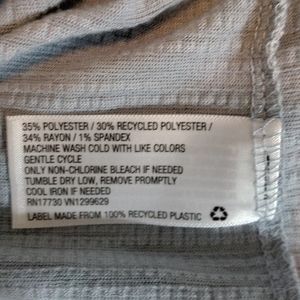 35% POLYESTER / 30% RECYCLED POLYESTER /
34% RAYON / 1% SPANDEX
MACHINE WASH COLD WITH LIKE COLORS
GENTLE CYCLE
ONLY NON-CHLORINE BLEACH IF NEEDED
TUMBLE DRY LOW, REMOVE PROMPTLY
COOL IRON IF NEEDED
RN17730 VN1299629
LABEL MADE FROM 100% RECYCLED PLASTIC